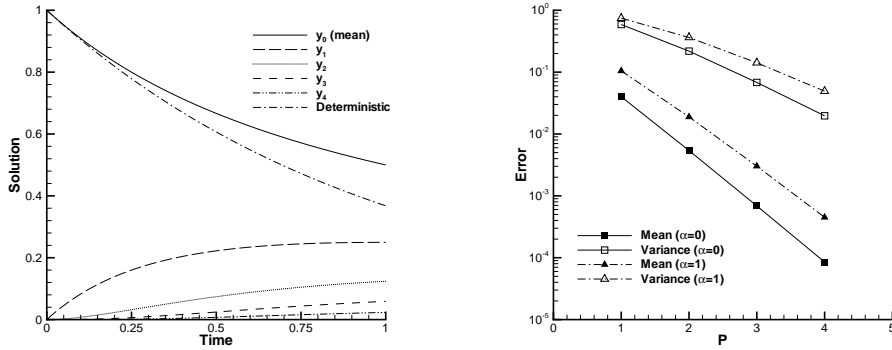 Solution
1
0.8
0.6
0.4
0.2
0
0
0.25
0.5
0.75
1
Time
y₀ (mean)
y₁
y₂
y₃
y₄
Deterministic
Error
10⁰
10⁻¹
10⁻²
10⁻³
10⁻⁴
10⁻⁵
0
1
2
3
4
5
P
Mean (α=0)
Variance (α=0)
Mean (α=1)
Variance (α=1)